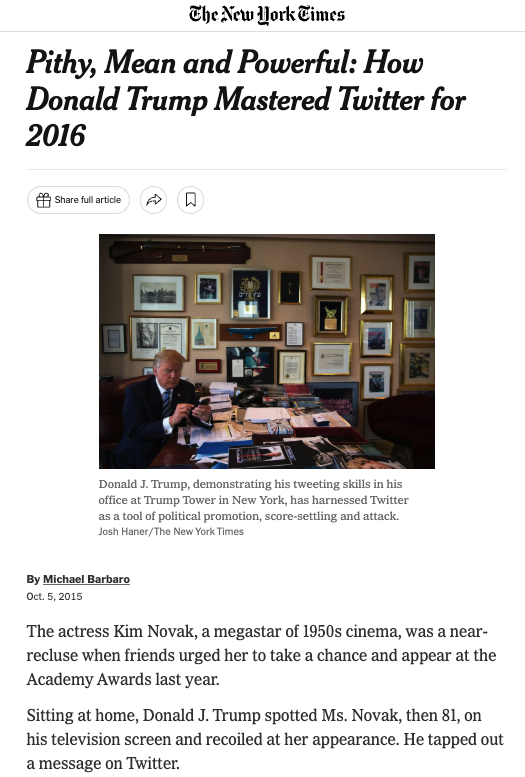 The New York Times
Pithy, Mean and Powerful: How
Donald Trump Mastered Twitter for
2016
Share full article
Donald J. Trump, demonstrating his tweeting skills in his
office at Trump Tower in New York, has harnessed Twitter
as a tool of political promotion, score-settling and attack.
Josh Haner/The New York Times
By Michael Barbaro
Oct. 5, 2015
The actress Kim Novak, a megastar of 1950s cinema, was a near-
recluse when friends urged her to take a chance and appear at the
Academy Awards last year.
Sitting at home, Donald J. Trump spotted Ms. Novak, then 81, on
his television screen and recoiled at her appearance. He tapped out
a message on Twitter.